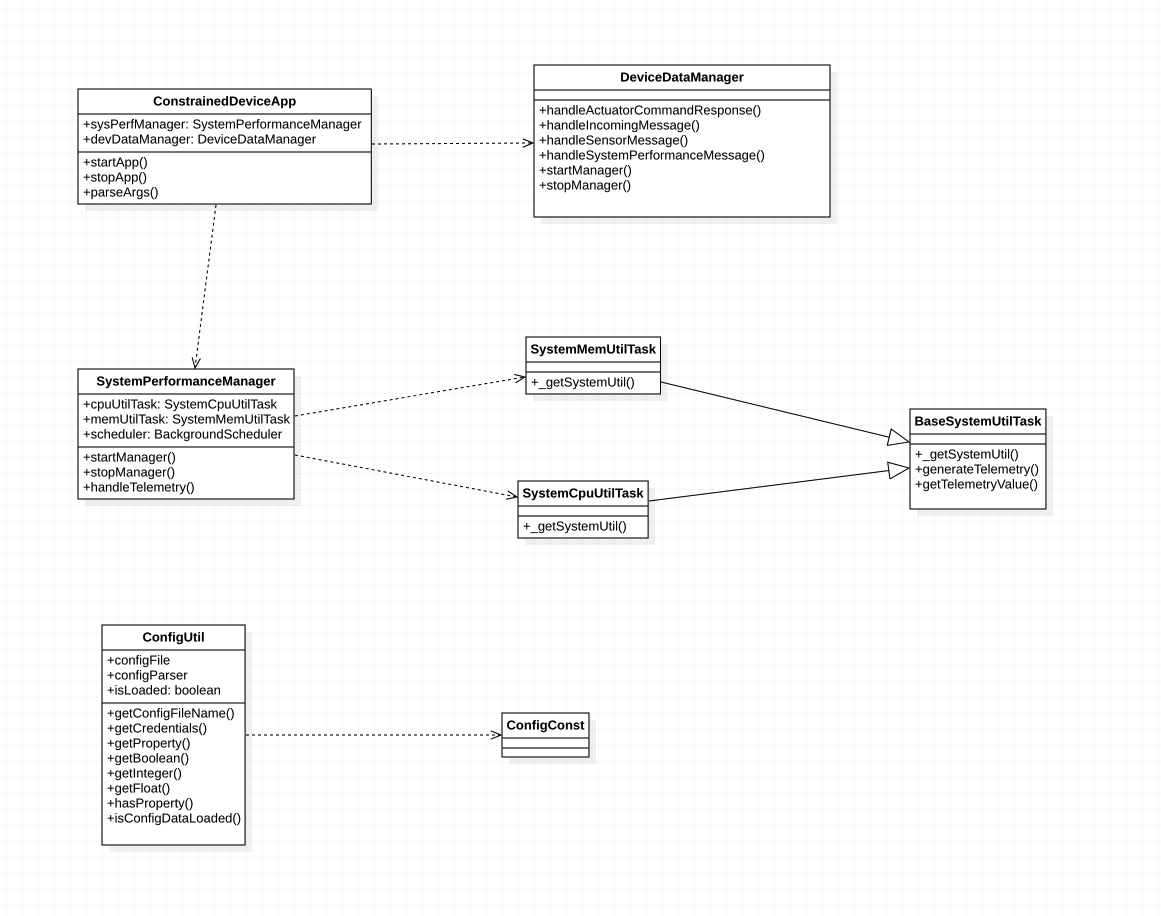 ConstrainedDeviceApp
+sysPerfManager: SystemPerformanceManager
+devDataManager: DeviceDataManager
+startApp()
+stopApp()
+parseArgs()
DeviceDataManager
+handleActuatorCommandResponse()
+handleIncomingMessage()
+handleSensorMessage()
+handleSystemPerformanceMessage()
+startManager()
+stopManager()
SystemPerformanceManager
+cpuUtilTask: SystemCpuUtilTask
+memUtilTask: SystemMemUtilTask
+scheduler: BackgroundScheduler
+startManager()
+stopManager()
+handleTelemetry()
SystemMemUtilTask
+_getSystemUtil()
SystemCpuUtilTask
+_getSystemUtil()
BaseSystemUtilTask
+_getSystemUtil()
+generateTelemetry()
+getTelemetryValue()
ConfigUtil
+configFile
+configParser
+isLoaded: boolean
+getConfigFileName()
+getCredentials()
+getProperty()
+getBoolean()
+getInteger()
+getFloat()
+hasProperty()
+isConfigDataLoaded()
ConfigConst